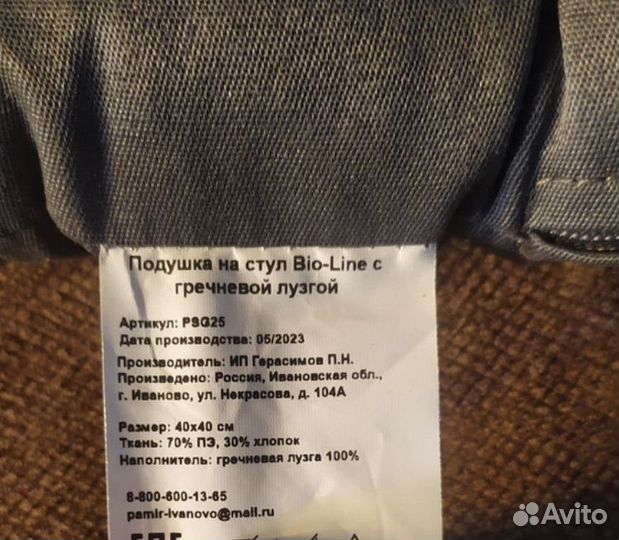 Подушка на стул Bio-Line с
гречневой лузгой
Артикул: PSG25
Дата производства: 05/2023
Производитель: ИП Герасимов П.Н.
Произведено: Россия, Ивановская обл.,
г. Иваново, ул. Некрасова, д. 104А
Размер: 40х40 см
Ткань: 70% ПЭ, 30% хлопок
Наполнитель: гречневая лузга 100%
8-800-600-13-65
pamir-ivanovo@mail.ru
Avito